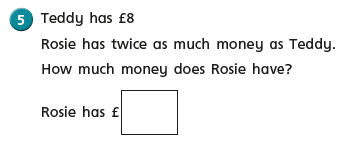 5 Teddy has £8
Rosie has twice as much money as Teddy.
How much money does Rosie have?
Rosie has £